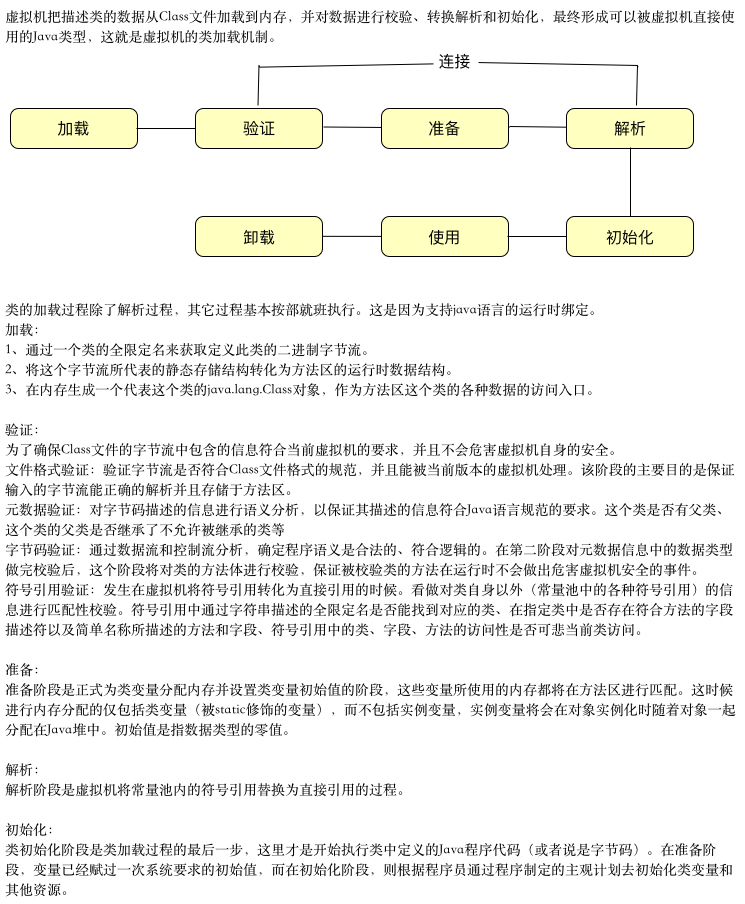 虚拟机把描述类的数据从Class文件加载到内存，并对数据进行校验、转换解析和初始化，最终形成可以被虚拟机直接使
用的Java类型，这就是虚拟机的类加载机制。
连接
加载
验证
准备
解析
卸载
使用
初始化
类的加载过程除了解析过程，其它过程基本按部就班执行。这是因为支持java语言的运行时绑定。
加载：
1、通过一个类的全限定名来获取定义此类的二进制字节流。
2、将这个字节流所代表的静态存储结构转化为方法区的运行时数据结构。
3、在内存生成一个代表这个类的java.lang.Class对象，作为方法区这个类的各种数据的访问入口。
验证：
为了确保Class文件的字节流中包含的信息符合当前虚拟机的要求，并且不会危害虚拟机自身的安全。
文件格式验证：验证字节流是否符合Class文件格式的规范，并且能被当前版本的虚拟机处理。该阶段的主要目的是保证
输入的字节流能正确的解析并且存储于方法区。
元数据验证：对字节码描述的信息进行语义分析，以保证其描述的信息符合Java语言规范的要求。这个类是否有父类、
这个类的父类是否继承了不允许被继承的类等
字节码验证：通过数据流和控制流分析，确定程序语义是合法的、符合逻辑的。在第二阶段对元数据信息中的数据类型
做完校验后，这个阶段将对类的方法体进行校验，保证被校验类的方法在运行时不会做出危害虚拟机安全的事件。
符号引用验证：发生在虚拟机将符号引用转化为直接引用的时候。看做对类自身以外（常量池中的各种符号引用）的信
息进行匹配性校验。符号引用中通过字符串描述的全限定名是否能找到对应的类、在指定类中是否存在符合方法的字段
描述符以及简单名称所描述的方法和字段、符号引用中的类、字段、方法的访问性是否可悲当前类访问。
准备：
准备阶段是正式为类变量分配内存并设置类变量初始值的阶段，这些变量所使用的内存都将在方法区进行匹配。这时候
进行内存分配的仅包括类变量（被static修饰的变量），而不包括实例变量，实例变量将会在对象实例化时随着对象一起
分配在Java堆中。初始值是指数据类型的零值。
解析：
解析阶段是虚拟机将常量池内的符号引用替换为直接引用的过程。
初始化：
类初始化阶段是类加载过程的最后一步，这里才是开始执行类中定义的Java程序代码（或者说是字节码）。在准备阶
段，变量已经赋过一次系统要求的初始值，而在初始化阶段，则根据程序员通过程序制定的主观计划去初始化类变量和
其他资源。